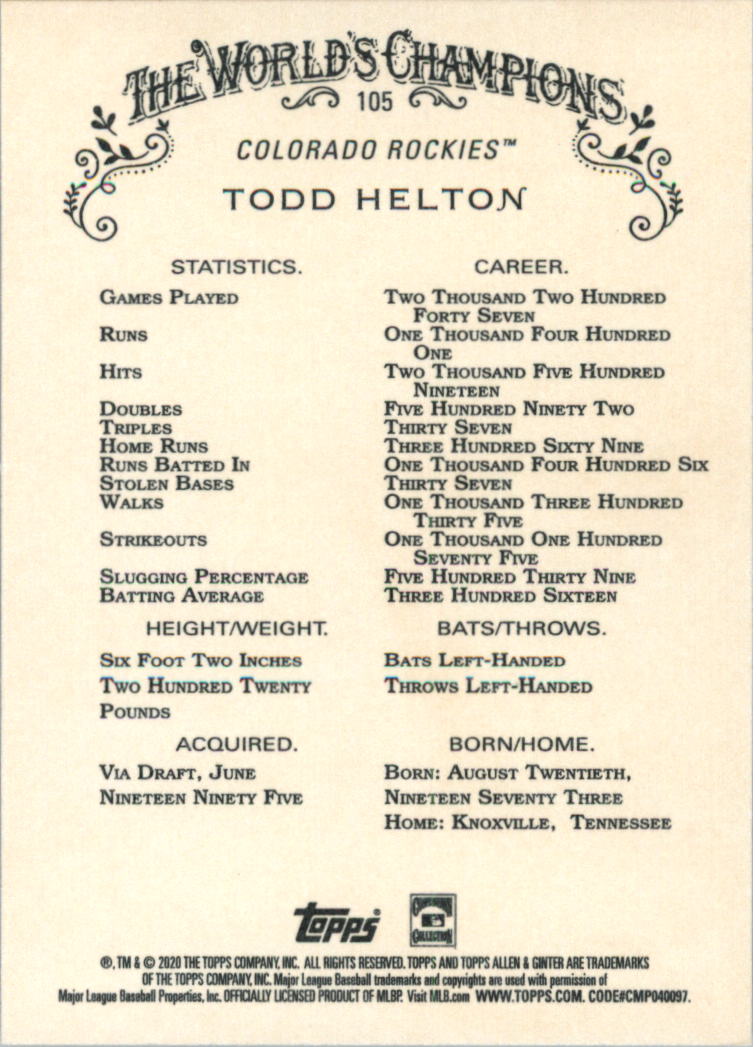 THE WORLD'S CHAMPIONS
105
COLORADO ROCKIES™
TODD HELTON
STATISTICS. CAREER.
GAMES PLAYED TWO THOUSAND TWO HUNDRED
FORTY SEVEN
RUNS ONE THOUSAND FOUR HUNDRED
ONE
HITS TWO THOUSAND FIVE HUNDRED
NINETEEN
DOUBLES FIVE HUNDRED NINETY TWO
TRIPLES THIRTY SEVEN
HOME RUNS THREE HUNDRED SIXTY NINE
RUNS BATTED IN ONE THOUSAND FOUR HUNDRED SIX
STOLEN BASES THIRTY SEVEN
WALKS ONE THOUSAND THREE HUNDRED
THIRTY FIVE
STRIKEOUTS ONE THOUSAND ONE HUNDRED
SEVENTY FIVE
SLUGGING PERCENTAGE FIVE HUNDRED THIRTY NINE
BATTING AVERAGE THREE HUNDRED SIXTEEN
HEIGHT/WEIGHT. BATS/THROWS.
SIX FOOT TWO INCHES BATS LEFT-HANDED
TWO HUNDRED TWENTY THROWS LEFT-HANDED
POUNDS
ACQUIRED. BORN/HOME.
VIA DRAFT, JUNE BORN: AUGUST TWENTIETH,
NINETEEN NINETY FIVE NINETEEN SEVENTY THREE
HOME: KNOXVILLE, TENNESSEE
Topps COOPERSTOWN COLLECTION
®, TM & © 2020 THE TOPPS COMPANY, INC. ALL RIGHTS RESERVED. TOPPS AND TOPPS ALLEN & GINTER ARE TRADEMARKS
OF THE TOPPS COMPANY, INC. Major League Baseball trademarks and copyrights are used with permission of
Major League Baseball Properties, Inc. OFFICIALLY LICENSED PRODUCT OF MLBP. Visit MLB.com WWW.TOPPS.COM. CODE#CMP040097.